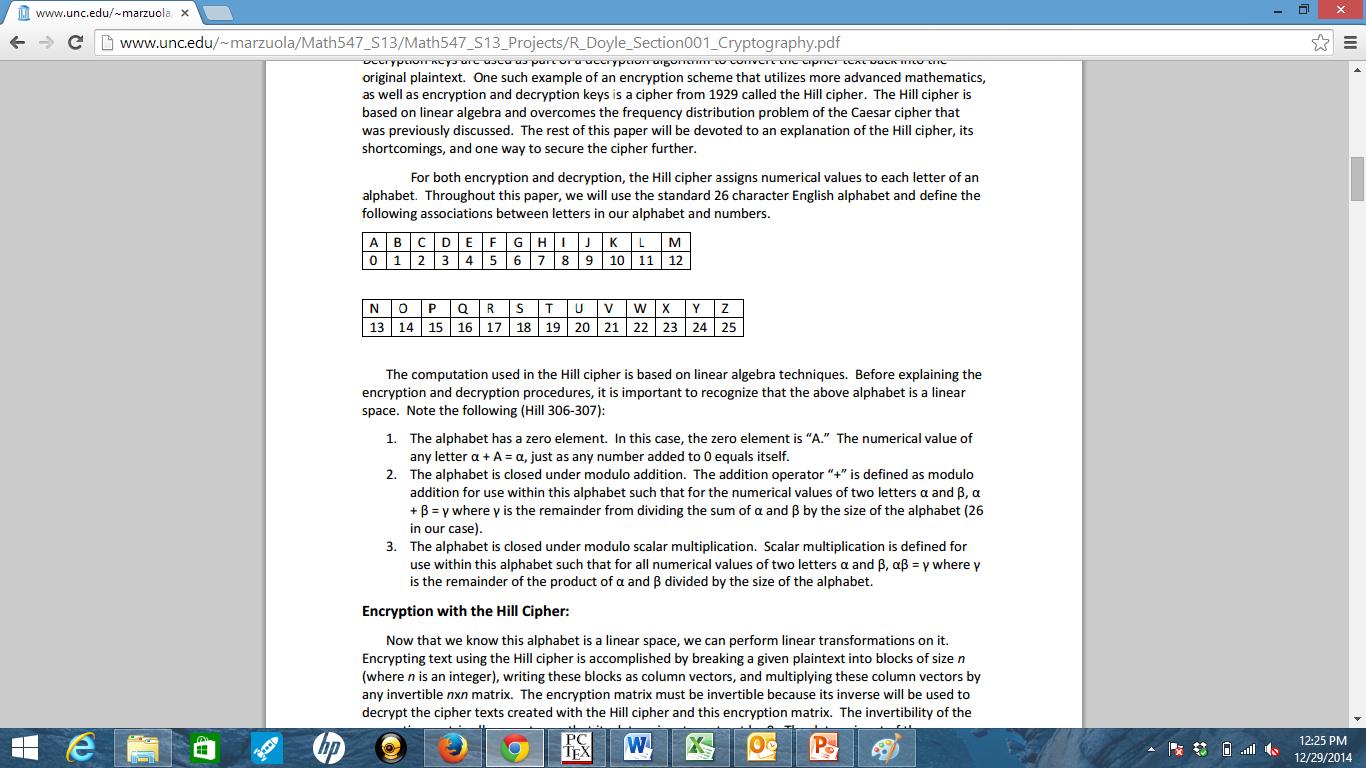 www.unc.edu/~marzuola
www.unc.edu/~marzuola/Math547_S13/Math547_S13_Projects/R_Doyle_Section001_Cryptography.pdf
Decryption keys are used as part of a decryption algorithm to convert the cipher text back into the
original plaintext. One such example of an encryption scheme that utilizes more advanced mathematics,
as well as encryption and decryption keys is a cipher from 1929 called the Hill cipher. The Hill cipher is
based on linear algebra and overcomes the frequency distribution problem of the Caesar cipher that
was previously discussed. The rest of this paper will be devoted to an explanation of the Hill cipher, its
shortcomings, and one way to secure the cipher further.
For both encryption and decryption, the Hill cipher assigns numerical values to each letter of an
alphabet. Throughout this paper, we will use the standard 26 character English alphabet and define the
following associations between letters in our alphabet and numbers.
A B C D E F G H I J K L M
0 1 2 3 4 5 6 7 8 9 10 11 12
N O P Q R S T U V W X Y Z
13 14 15 16 17 18 19 20 21 22 23 24 25
The computation used in the Hill cipher is based on linear algebra techniques. Before explaining the
encryption and decryption procedures, it is important to recognize that the above alphabet is a linear
space. Note the following (Hill 306-307):
1. The alphabet has a zero element. In this case, the zero element is “A.” The numerical value of
any letter α + A = α, just as any number added to 0 equals itself.
2. The alphabet is closed under modulo addition. The addition operator “+” is defined as modulo
addition for use within this alphabet such that for the numerical values of two letters α and β, α
+ β = γ where γ is the remainder from dividing the sum of α and β by the size of the alphabet (26
in our case).
3. The alphabet is closed under modulo scalar multiplication. Scalar multiplication is defined for
use within this alphabet such that for all numerical values of two letters α and β, αβ = γ where γ
is the remainder of the product of α and β divided by the size of the alphabet.
Encryption with the Hill Cipher:
Now that we know this alphabet is a linear space, we can perform linear transformations on it.
Encrypting text using the Hill cipher is accomplished by breaking a given plaintext into blocks of size n
(where n is an integer), writing these blocks as column vectors, and multiplying these column vectors by
any invertible nxn matrix. The encryption matrix must be invertible because its inverse will be used to
decrypt the cipher texts created with the Hill cipher and this encryption matrix. The invertibility of the
hp
PC
TEX
12:25 PM
12/29/2014